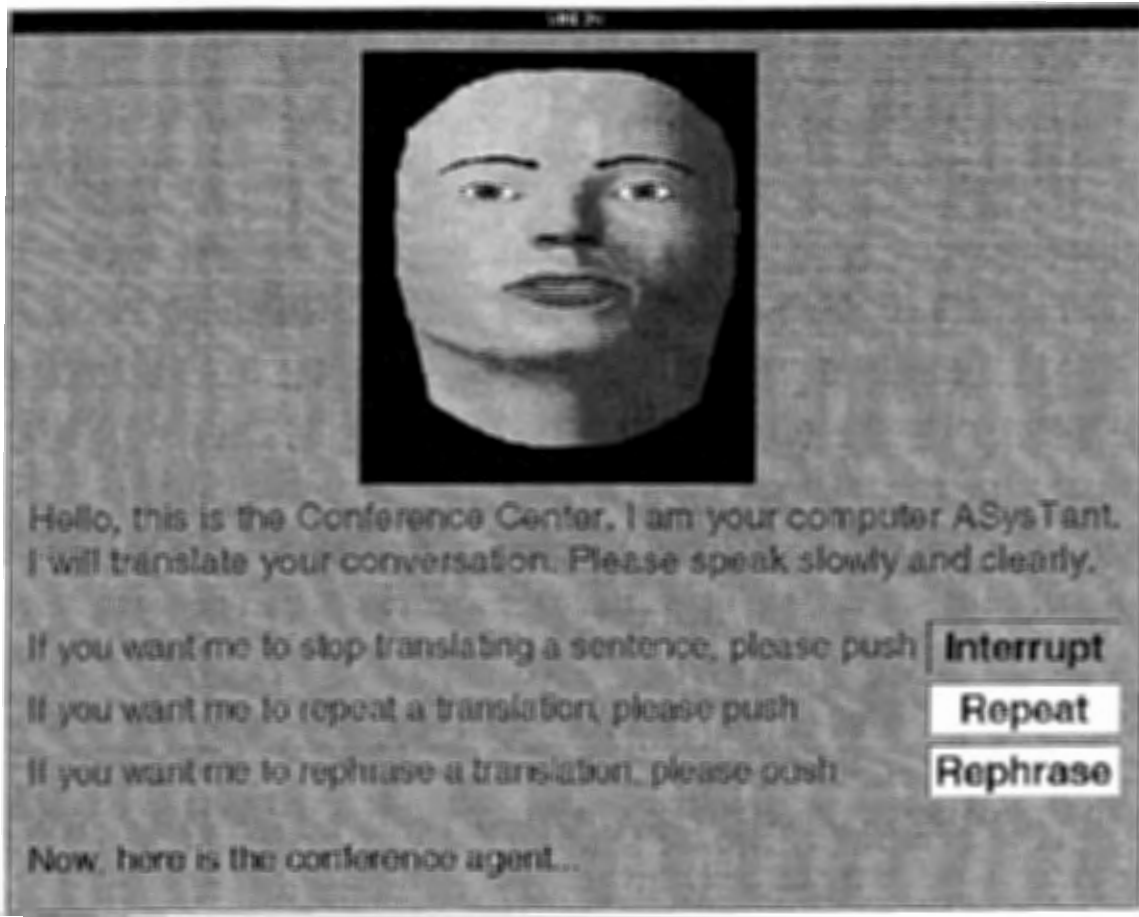 Hello, this is the Conference Center. I am your computer ASysTant.
I will translate your conversation. Please speak slowly and clearly.
If you want me to stop translating a sentence, please push Interrupt
If you want me to repeat a translation, please push Repeat
If you want me to rephrase a translation, please push Rephrase
Now, here is the conference agent...